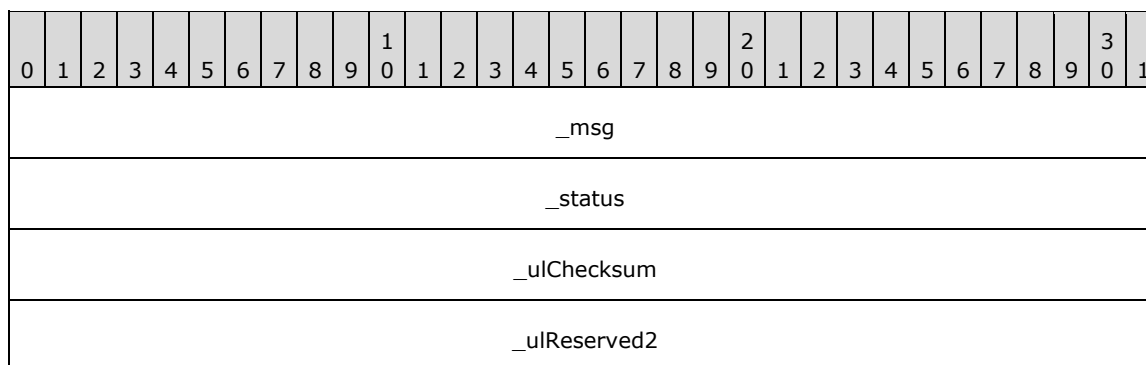 1 2 3
0 1 2 3 4 5 6 7 8 9 0 1 2 3 4 5 6 7 8 9 0 1 2 3 4 5 6 7 8 9 0 1
_msg
_status
_ulChecksum
_ulReserved2